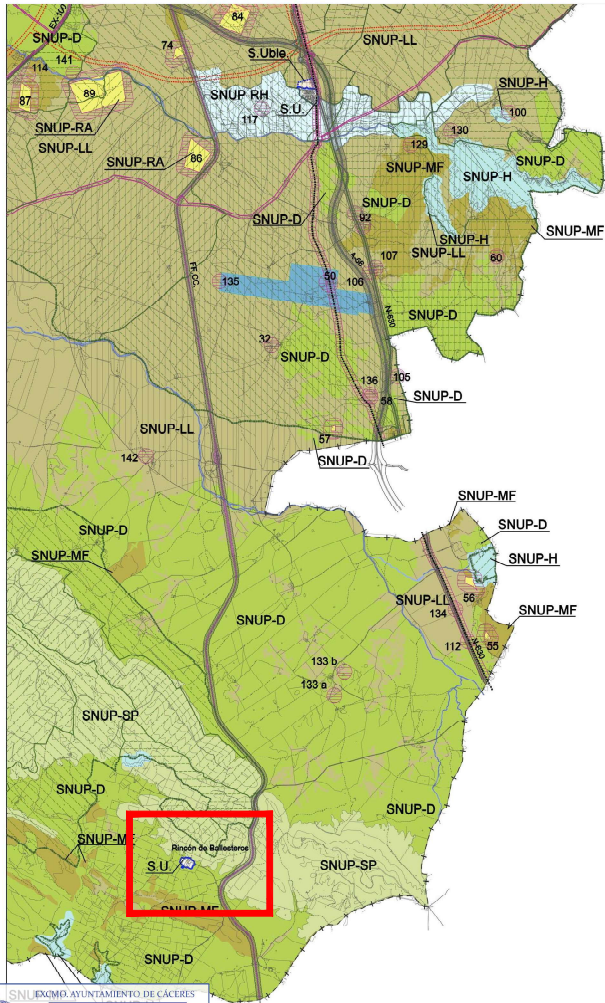 EX-100
SNUP-D
84
SNUP-LL
74
141
114
S.Uble.
SNUP-H
87
89
SNUP-RH
S.U.
100
117
SNUP-RA
130
SNUP-LL
129
SNUP-RA
86
SNUP-MF
SNUP-D
SNUP-H
SNUP-D
SNUP-D
92
SNUP-MF
SNUP-H
A-66
107
SNUP-LL
60
FF.CC.
135
50
106
N-630
SNUP-D
32
SNUP-D
136
105
58
SNUP-D
SNUP-LL
57
142
SNUP-D
SNUP-MF
SNUP-D
SNUP-D
SNUP-H
SNUP-MF
56
SNUP-LL
134
SNUP-MF
SNUP-D
112
N-630
55
133 b
133 a
SNUP-SP
SNUP-D
SNUP-D
SNUP-MF
Rincón de Ballesteros
S.U.
SNUP-SP
SNUP-MF
SNUP-D
EXCMO. AYUNTAMIENTO DE CÁCERES